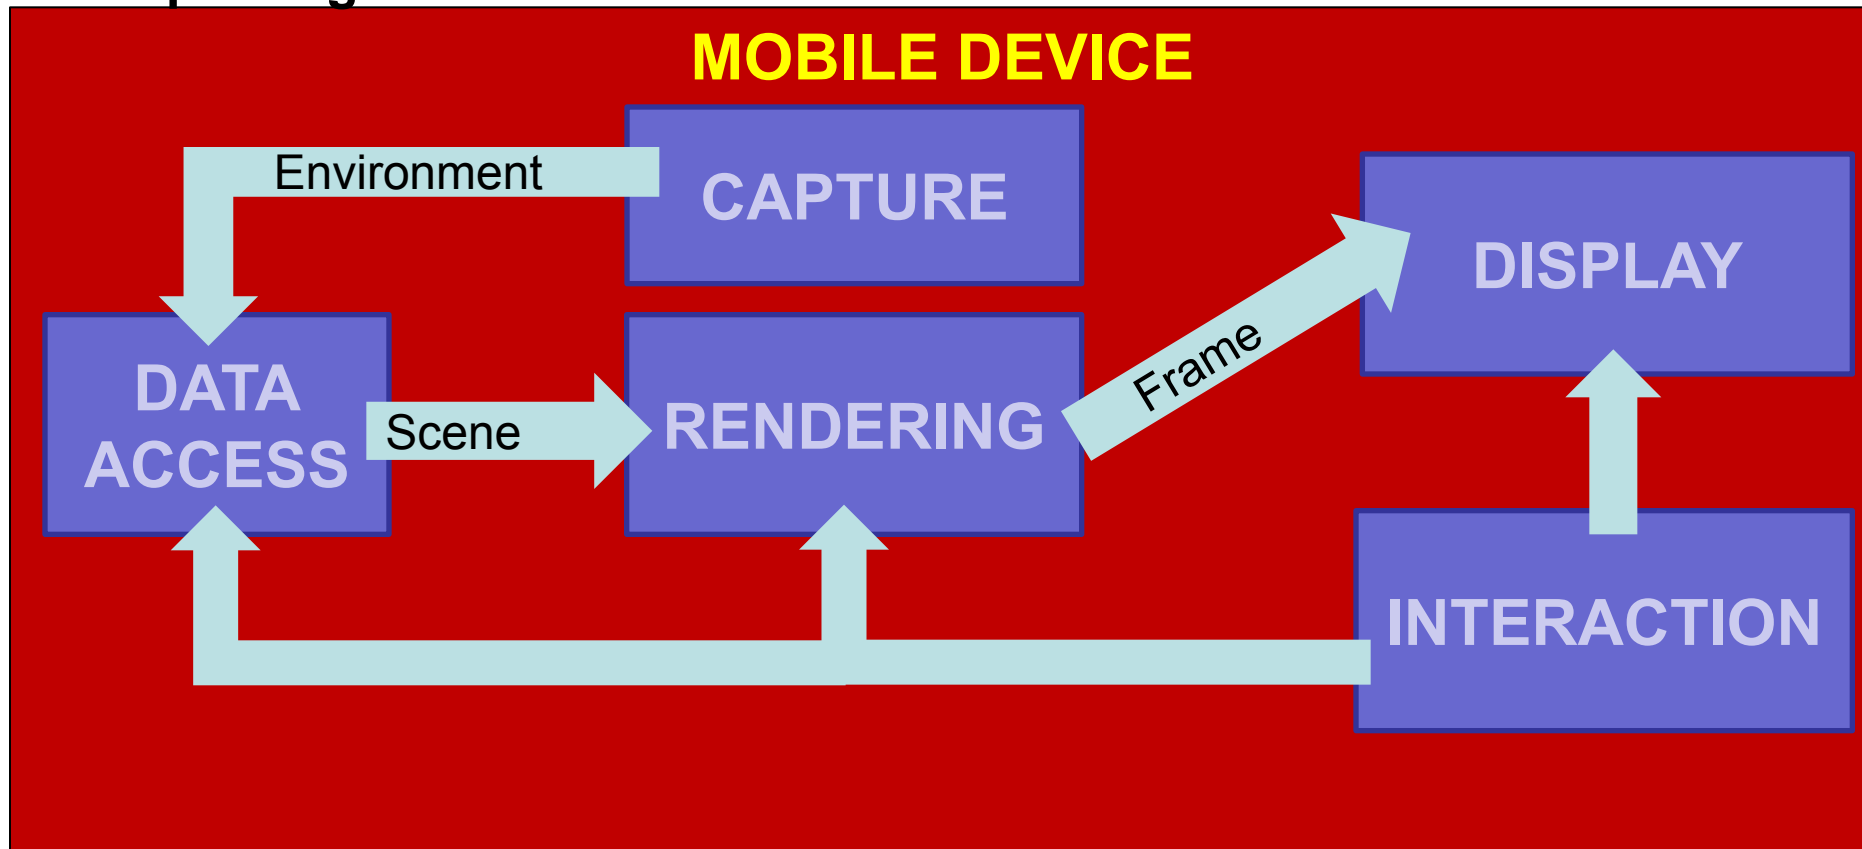 MOBILE DEVICE
Environment
CAPTURE
DISPLAY
DATA
ACCESS
Scene
RENDERING
Frame
INTERACTION